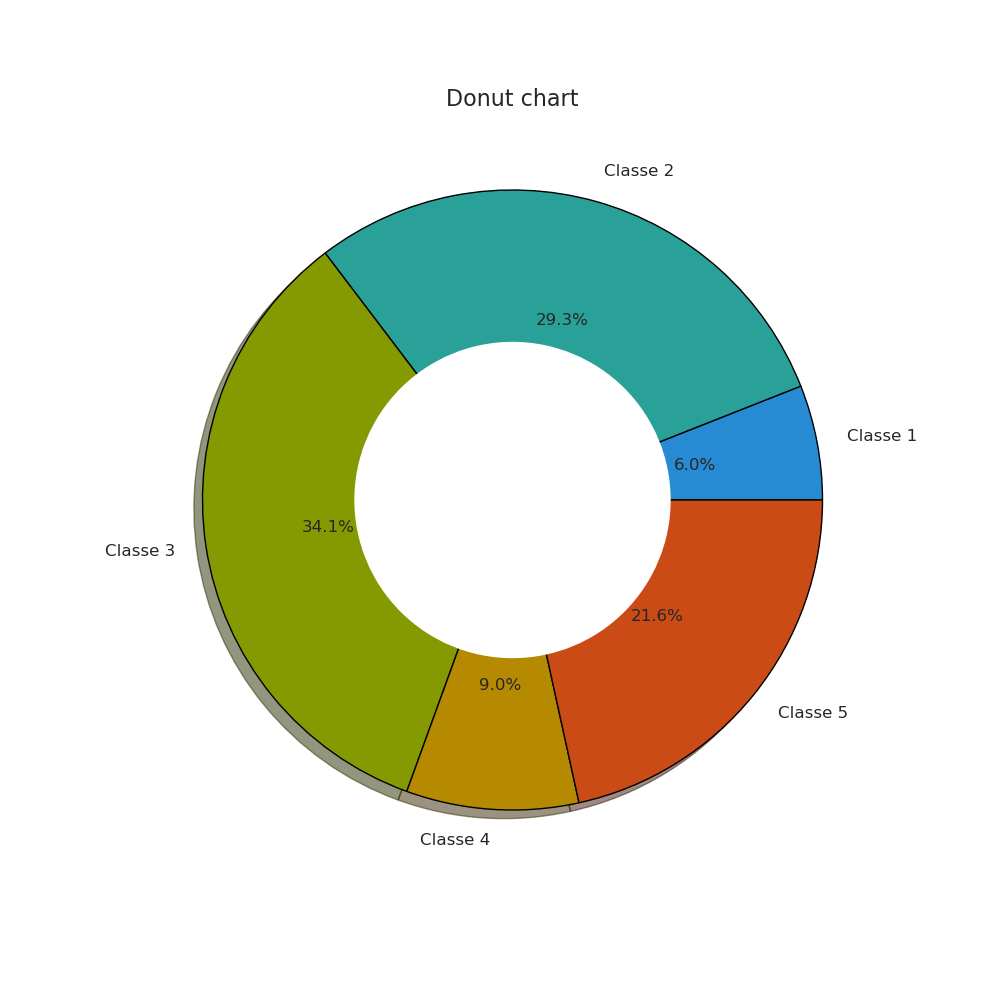 Donut chart
Classe 2
29.3%
Classe 1
6.0%
34.1%
Classe 3
21.6%
9.0%
Classe 5
Classe 4